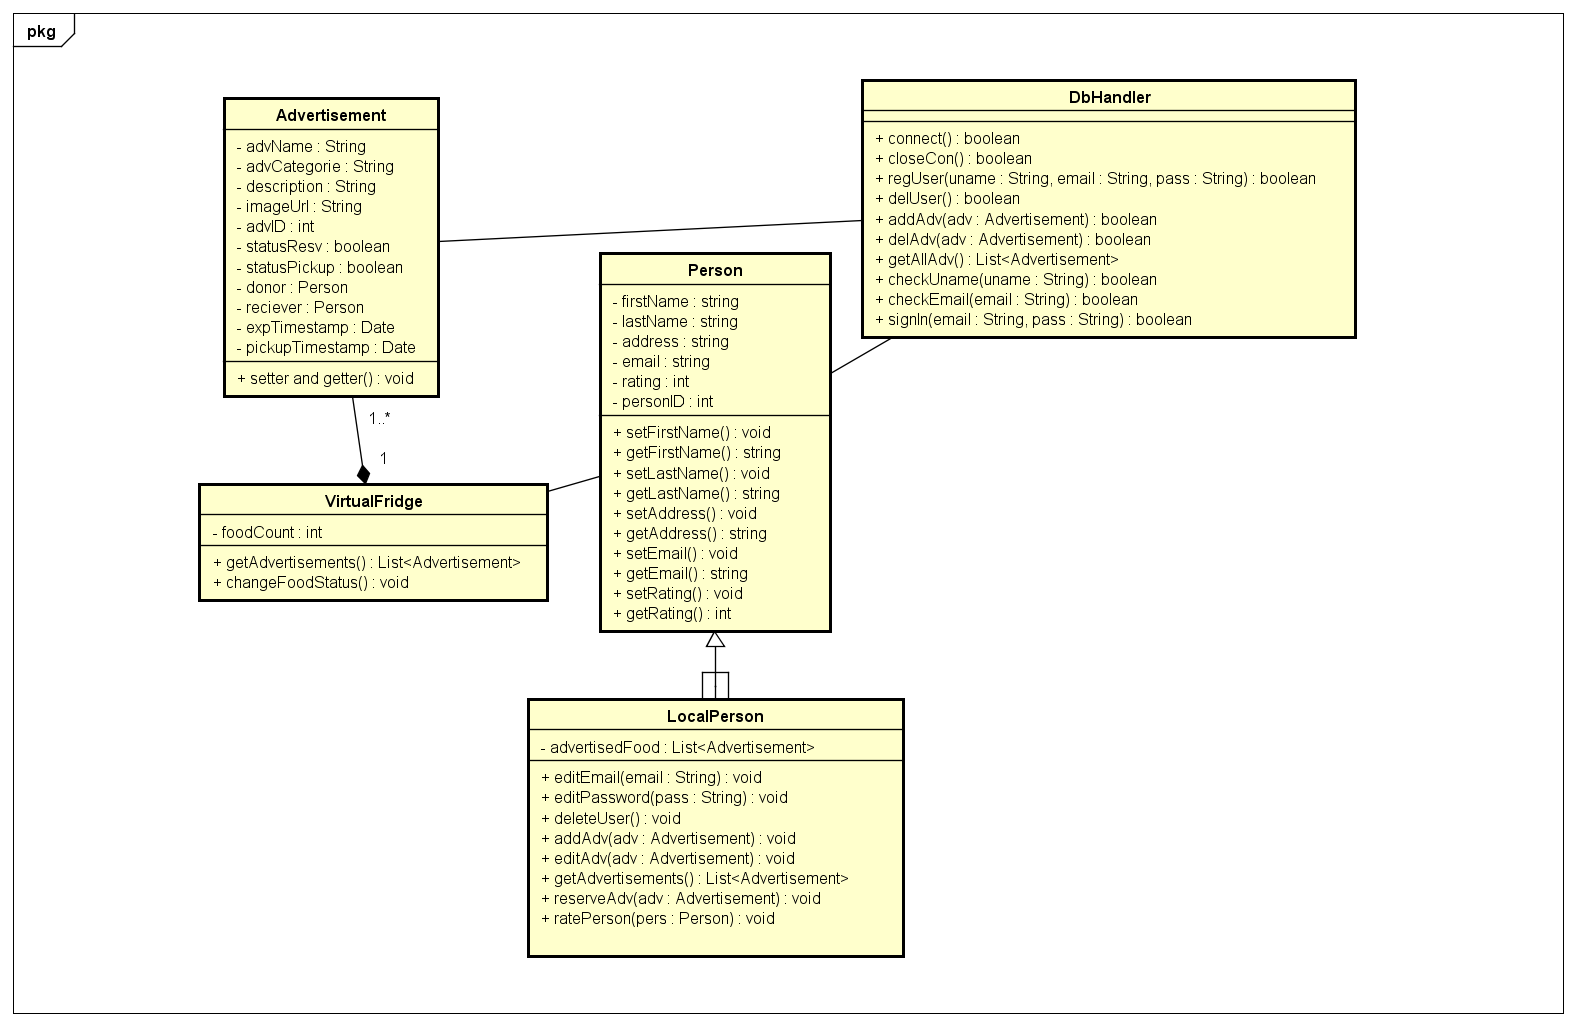 pkg
Advertisement
- advName : String
- advCategorie : String
- description : String
- imageUrl : String
- advID : int
- statusResv : boolean
- statusPickup : boolean
- donor : Person
- reciever : Person
- expTimestamp : Date
- pickupTimestamp : Date
+ setter and getter() : void
DbHandler
+ connect() : boolean
+ closeCon() : boolean
+ regUser(uname : String, email : String, pass : String) : boolean
+ delUser() : boolean
+ addAdv(adv : Advertisement) : boolean
+ delAdv(adv : Advertisement) : boolean
+ getAllAdv() : List<Advertisement>
+ checkUname(uname : String) : boolean
+ checkEmail(email : String) : boolean
+ signIn(email : String, pass : String) : boolean
Person
- firstName : string
- lastName : string
- address : string
- email : string
- rating : int
- personID : int
+ setFirstName() : void
+ getFirstName() : string
+ setLastName() : void
+ getLastName() : string
+ setAddress() : void
+ getAddress() : string
+ setEmail() : void
+ getEmail() : string
+ setRating() : void
+ getRating() : int
1..*
1
VirtualFridge
- foodCount : int
+ getAdvertisements() : List<Advertisement>
+ changeFoodStatus() : void
LocalPerson
- advertisedFood : List<Advertisement>
+ editEmail(email : String) : void
+ editPassword(pass : String) : void
+ deleteUser() : void
+ addAdv(adv : Advertisement) : void
+ editAdv(adv : Advertisement) : void
+ getAdvertisements() : List<Advertisement>
+ reserveAdv(adv : Advertisement) : void
+ ratePerson(pers : Person) : void